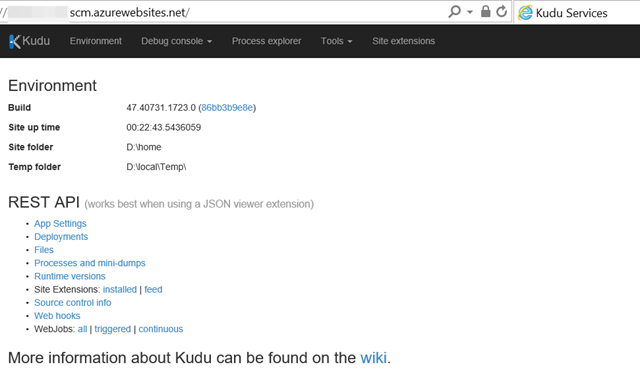 // scm.azurewebsites.net/ Kudu Services
Kudu Environment Debug console Process explorer Tools Site extensions
Environment
Build 47.40731.1723.0 (86bb3b9e8e)
Site up time 00:22:43.5436059
Site folder D:\home
Temp folder D:\local\Temp\
REST API (works best when using a JSON viewer extension)
• App Settings
• Deployments
• Files
• Processes and mini-dumps
• Runtime versions
• Site Extensions: installed | feed
• Source control info
• Web hooks
• WebJobs: all | triggered | continuous
More information about Kudu can be found on the wiki.